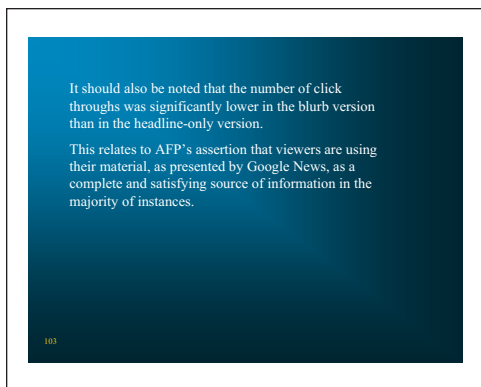 It should also be noted that the number of click
throughs was significantly lower in the blurb version
than in the headline-only version.
This relates to AFP’s assertion that viewers are using
their material, as presented by Google News, as a
complete and satisfying source of information in the
majority of instances.
103